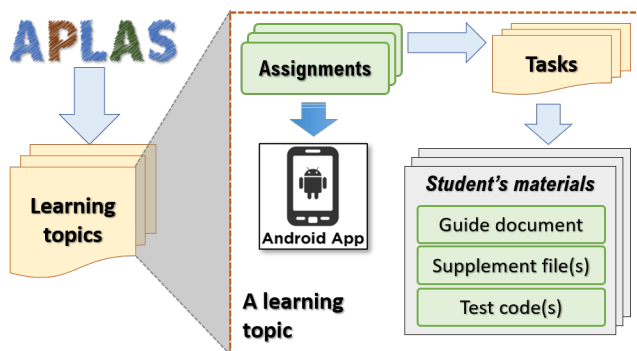 APLAS
Learning
topics
Assignments
Tasks
Android App
A learning
topic
Student's materials
Guide document
Supplement file(s)
Test code(s)